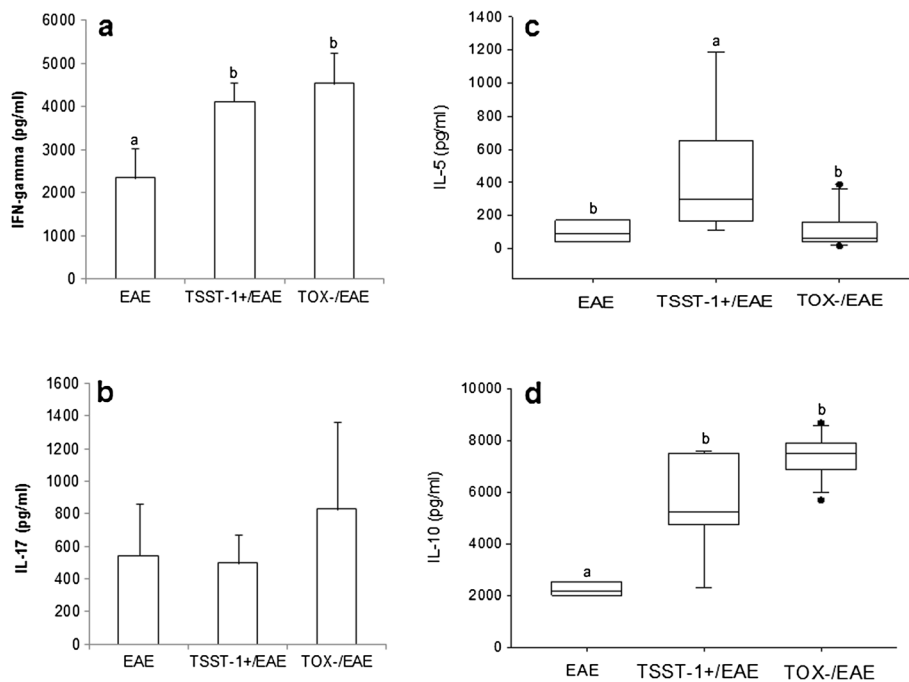 a
IFN-gamma (pg/ml)
6000
5000
4000
3000
2000
1000
0
a
b
b
EAE
TSST-1+/EAE
TOX-/EAE
c
IL-5 (pg/ml)
1400
1200
1000
800
600
400
200
0
b
a
b
EAE
TSST-1+/EAE
TOX-/EAE
b
IL-17 (pg/ml)
1600
1400
1200
1000
800
600
400
200
0
EAE
TSST-1+/EAE
TOX-/EAE
d
IL-10 (pg/ml)
10000
8000
6000
4000
2000
0
a
b
b
EAE
TSST-1+/EAE
TOX-/EAE